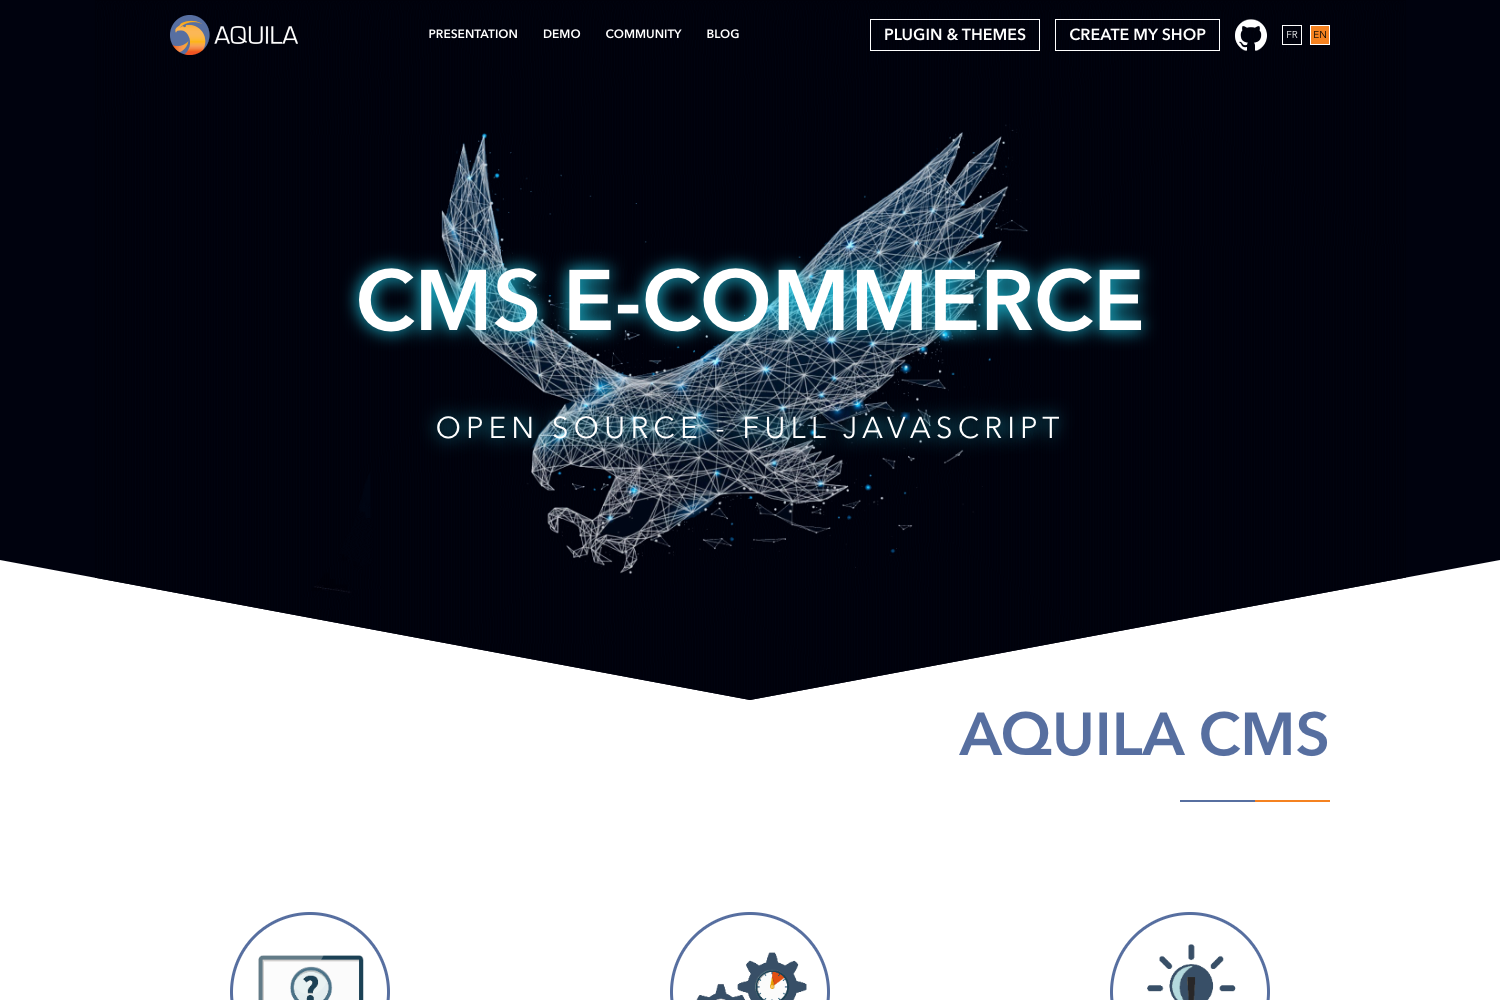 AQUILA
PRESENTATION
DEMO
COMMUNITY
BLOG
PLUGIN & THEMES
CREATE MY SHOP
FR
EN
CMS E-COMMERCE
OPEN SOURCE - FULL JAVASCRIPT
AQUILA CMS
?